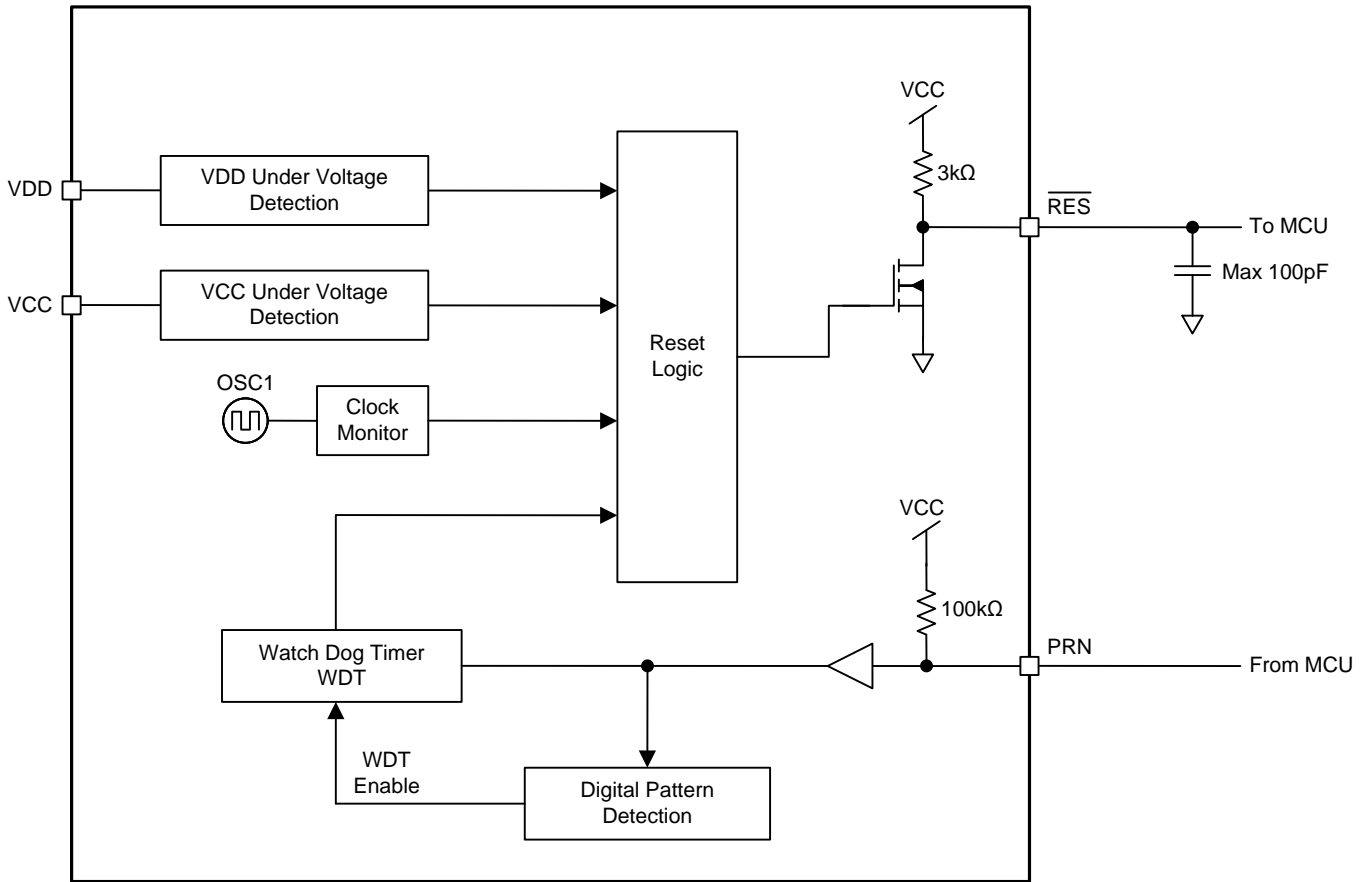 VCC
3kΩ
VDD
VDD Under Voltage
Detection
RES
To MCU
Max 100pF
VCC
VCC Under Voltage
Detection
Reset
Logic
OSC1
Clock
Monitor
VCC
100kΩ
PRN
From MCU
Watch Dog Timer
WDT
WDT
Enable
Digital Pattern
Detection